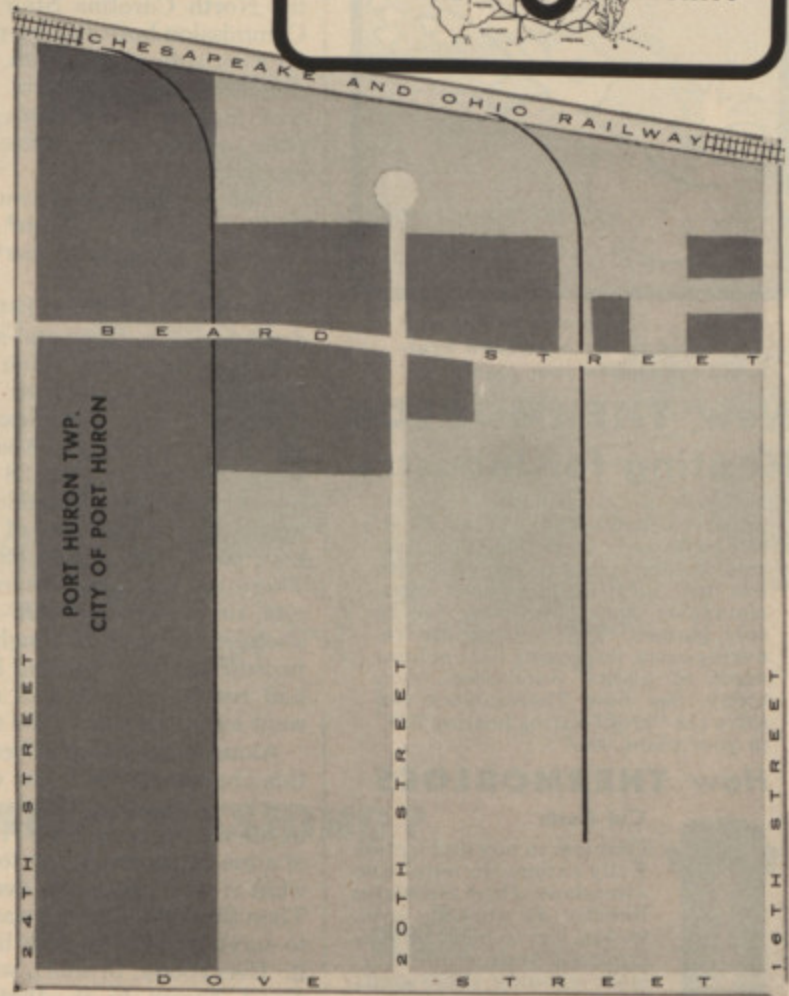 CHESAPEAKE AND OHIO RAILWAY
BEARD STREET
PORT HURON TWP.
CITY OF PORT HURON
24TH STREET
20TH STREET
16TH STREET
DOVE STREET